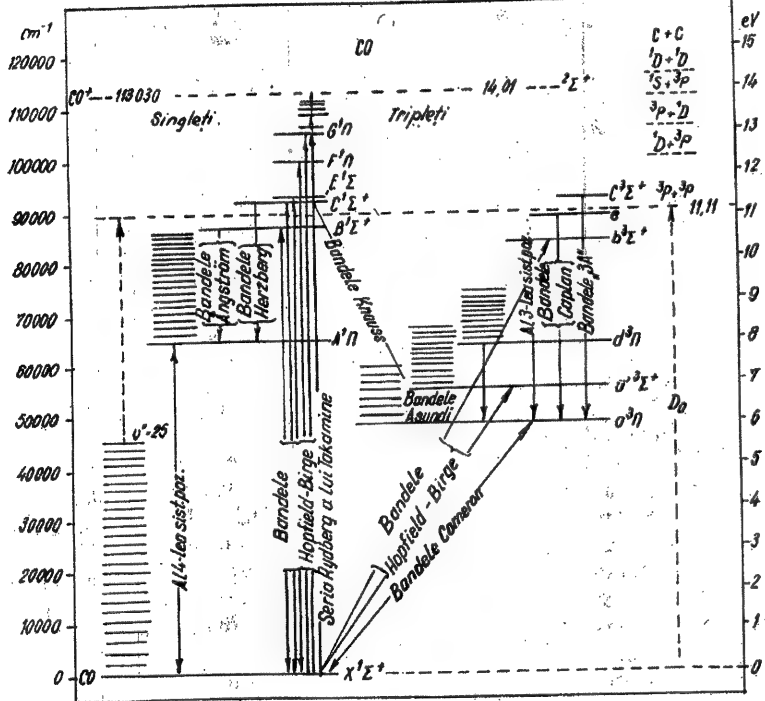 cm⁻¹
CO
eV
120000
110000
100000
90000
80000
70000
60000
50000
40000
30000
20000
10000
0
15
14
13
12
11
10
9
8
7
6
5
4
3
2
1
0
C + C
¹D+¹D
¹S+³P
³P+¹D
¹D+³P
CO⁺ 113030
14,01
²Σ⁺
Singleți
Tripleți
G¹Π
F¹Π
E¹Σ
C¹Σ⁺
B¹Σ⁺
A¹Π
C³Σ⁺
³P+³P
11,11
b³Σ⁺
d³Π
a'³Σ⁺
a³Π
D₀
v"=25
Bandele Ångström
Bandele Herzberg
Bandele Knauss
Bandele Asundi
Al 3-lea sist.poz.
Bandele Caplan
Bandele „3A"
Al 4-lea sist.poz.
Bandele
Hopfield-Birge
Seria Rydberg a lui Takamine
Bandele
Hopfield - Birge
Bandele Cameron
CO
X¹Σ⁺